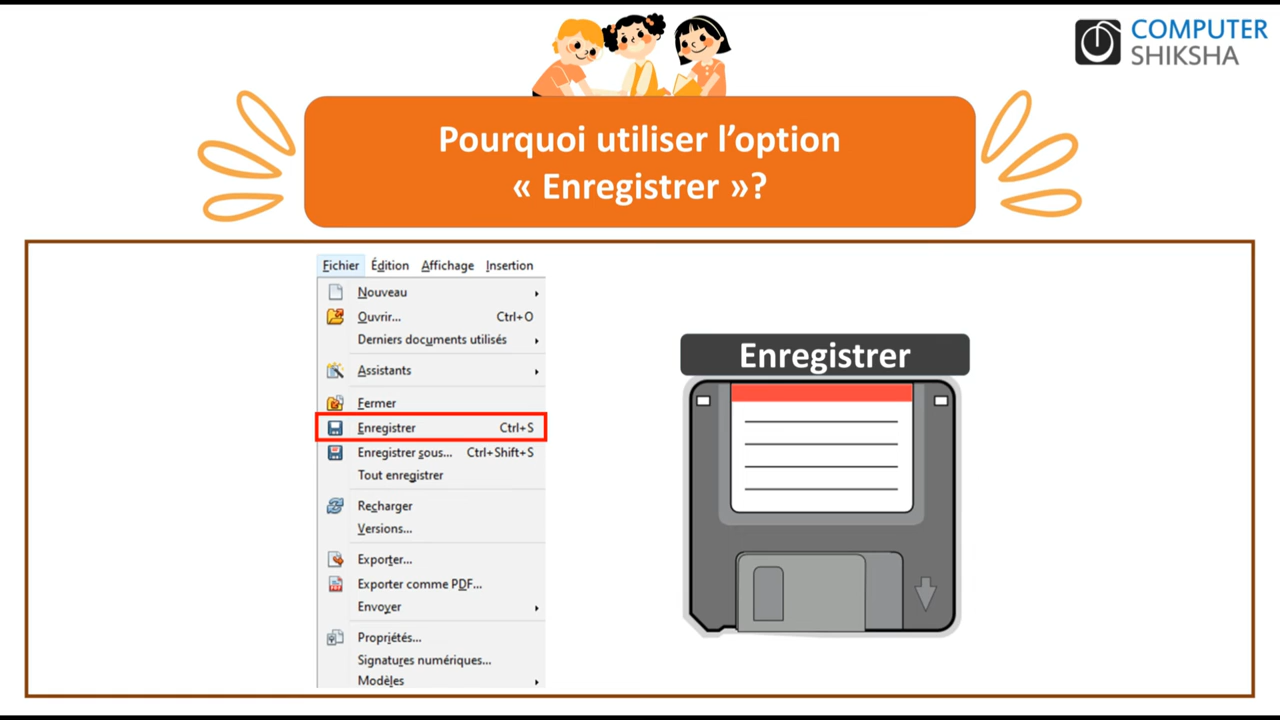 COMPUTER
SHIKSHA
Pourquoi utiliser l’option
« Enregistrer »?
Fichier Édition Affichage Insertion
Nouveau
Ouvrir... Ctrl+O
Derniers documents utilisés
Assistants
Fermer
Enregistrer Ctrl+S
Enregistrer sous... Ctrl+Shift+S
Tout enregistrer
Recharger
Versions...
Exporter...
Exporter comme PDF...
Envoyer
Propriétés...
Signatures numériques...
Modèles
Enregistrer